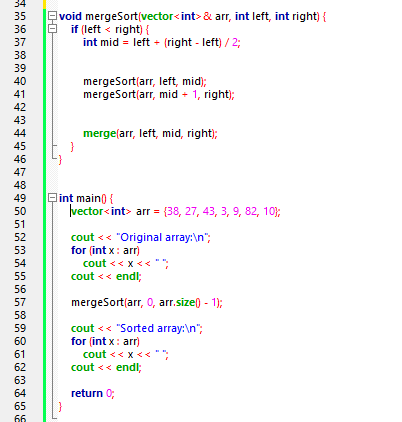 34
35 void mergeSort(vector<int>& arr, int left, int right) {
36 if (left < right) {
37 int mid = left + (right - left) / 2;
38
39
40 mergeSort(arr, left, mid);
41 mergeSort(arr, mid + 1, right);
42
43
44 merge(arr, left, mid, right);
45 }
46 }
47
48
49 int main() {
50 vector<int> arr = {38, 27, 43, 3, 9, 82, 10};
51
52 cout << "Original array:\n";
53 for (int x : arr)
54 cout << x << " ";
55 cout << endl;
56
57 mergeSort(arr, 0, arr.size() - 1);
58
59 cout << "Sorted array:\n";
60 for (int x : arr)
61 cout << x << " ";
62 cout << endl;
63
64 return 0;
65 }
66